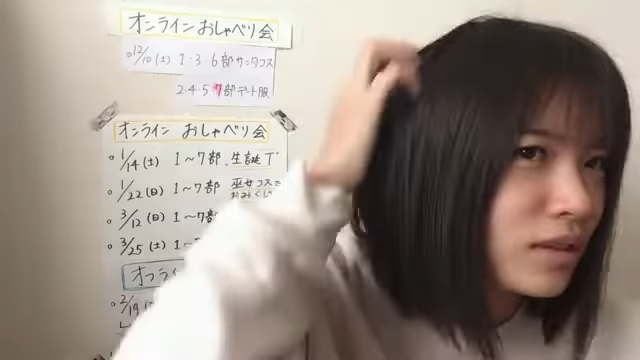 オンラインおしゃべり会
○12/10(土) 1・3 6部サンタコス
2・4・5 7部デート服
オンライン おしゃべり会
○1/14(土) 1〜7部 生誕T
○1/22(日) 1〜7部 巫女コスで
おみくじ
○3/12(日) 1〜7部
○3/25(土) 1〜
オフライン
○2/19